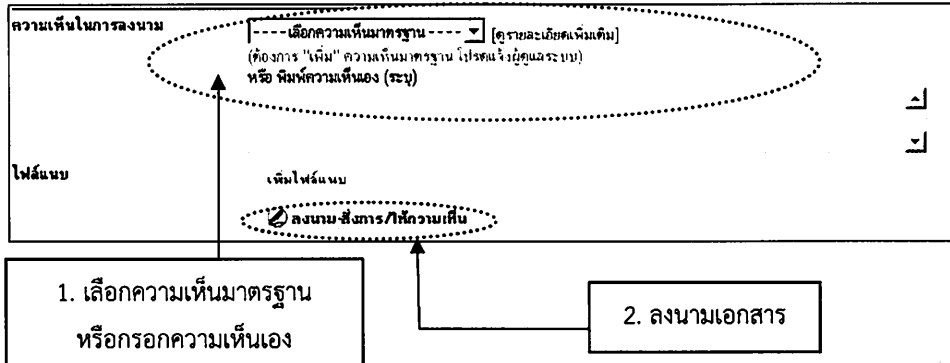 ความเห็นในการลงนาม
----เลือกความเห็นมาตรฐาน---- [ดูรายละเอียดเพิ่มเติม]
(ต้องการ "เพิ่ม" ความเห็นมาตรฐาน โปรดแจ้งผู้ดูแลระบบ)
หรือ พิมพ์ความเห็นเอง (ระบุ)
ไฟล์แนบ
เพิ่มไฟล์แนบ
ลงนาม-สั่งการ/ให้ความเห็น
1. เลือกความเห็นมาตรฐาน
หรือกรอกความเห็นเอง
2. ลงนามเอกสาร